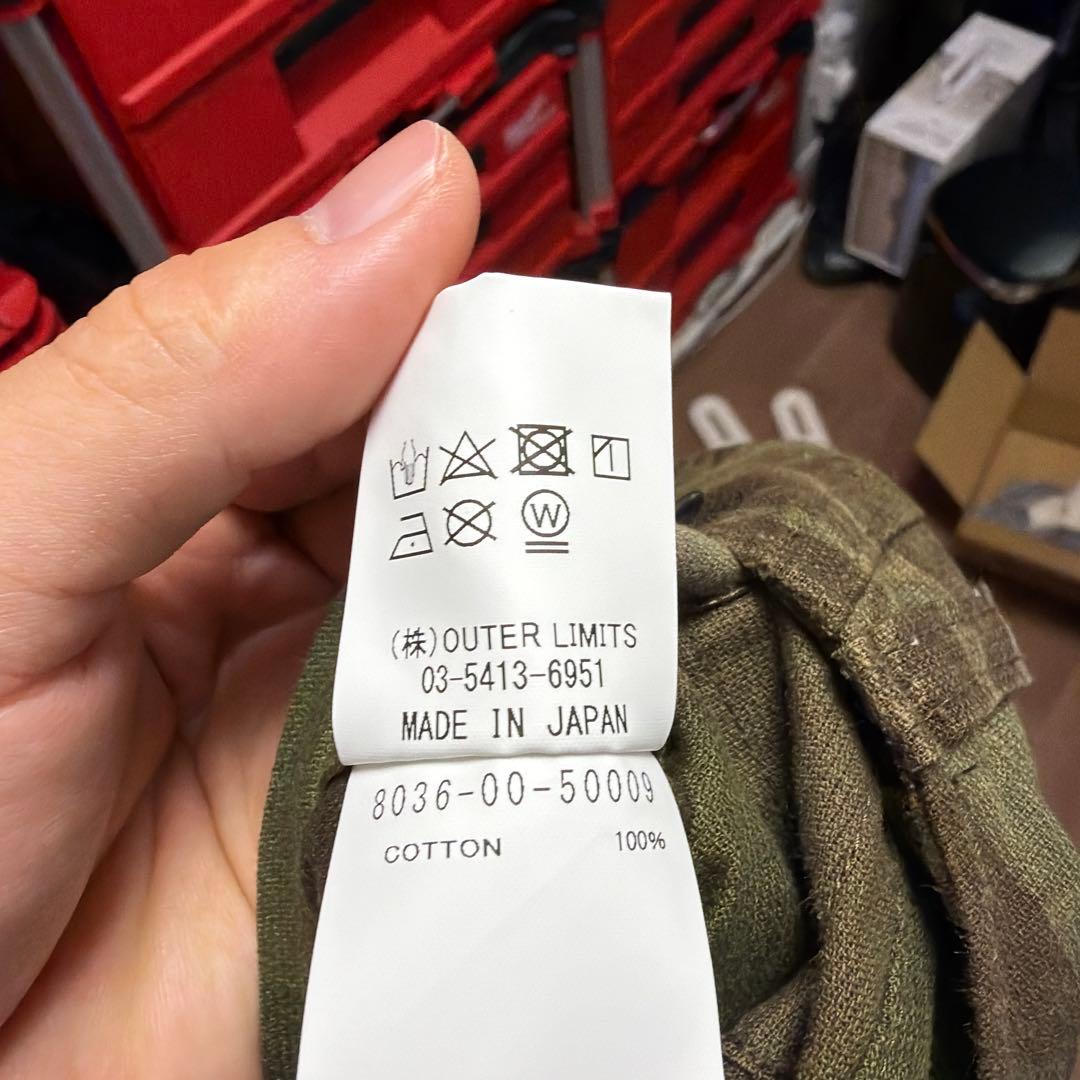 W
(株)OUTER LIMITS
03-5413-6951
MADE IN JAPAN
8036-00-50009
COTTON 100%